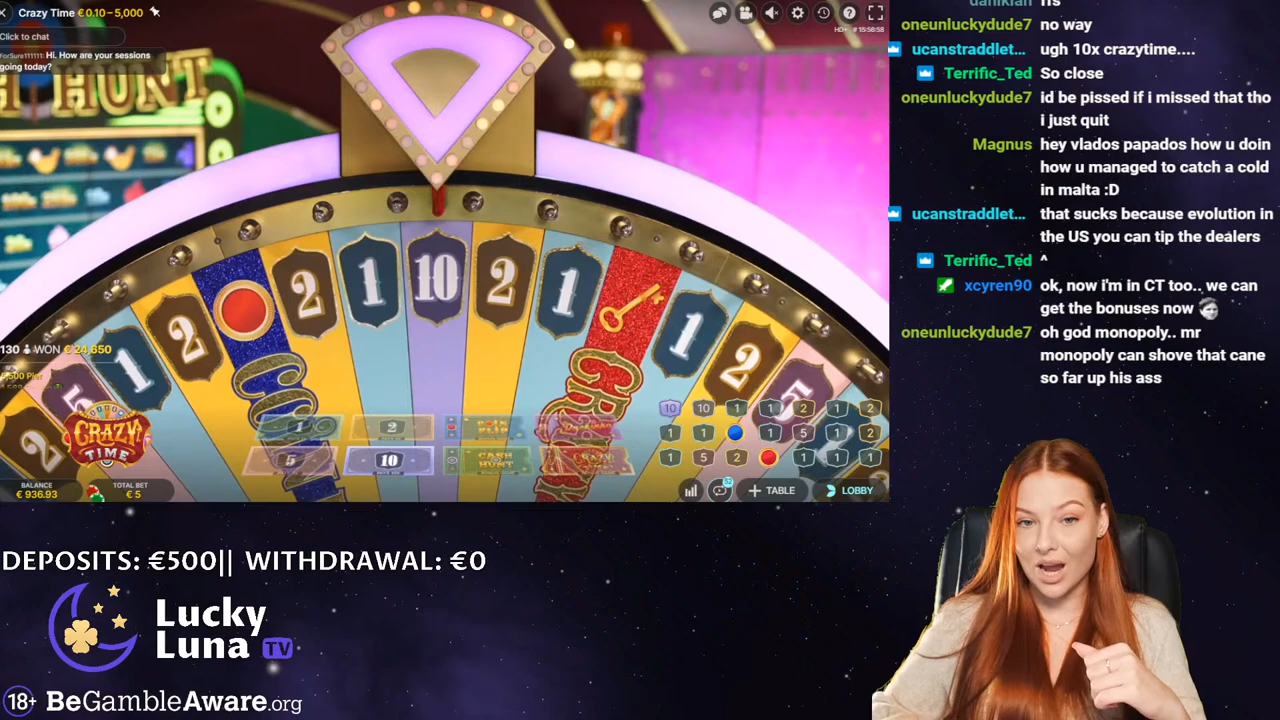 Crazy Time €0.10 – 5,000
Click to chat
ForSure111111: Hi. How are your sessions
going today?
HUNT
HD+ # 15:56:58
2
1
2
2
1
10
2
1
1
2
5
CRAZY
130 WON € 24,650
CRAZY!
TIME
1
2
5
10
CASH
HUNT
10 10 1 1 2 1 2
1 1 1 5 1 2
1 5 2 1 1 1
BALANCE
€ 936.93
TOTAL BET
€ 5
52
TABLE
LOBBY
oneunluckydude7 no way
ucanstraddlet... ugh 10x crazytime....
Terrific_Ted So close
oneunluckydude7 id be pissed if i missed that tho
i just quit
Magnus hey vlados papados how u doin
how u managed to catch a cold
in malta :D
ucanstraddlet... that sucks because evolution in
the US you can tip the dealers
Terrific_Ted ^
xcyren90 ok, now i'm in CT too.. we can
get the bonuses now
oneunluckydude7 oh god monopoly.. mr
monopoly can shove that cane
so far up his ass
DEPOSITS: €500|| WITHDRAWAL: €0
Lucky
Luna TV
18+ BeGambleAware.org